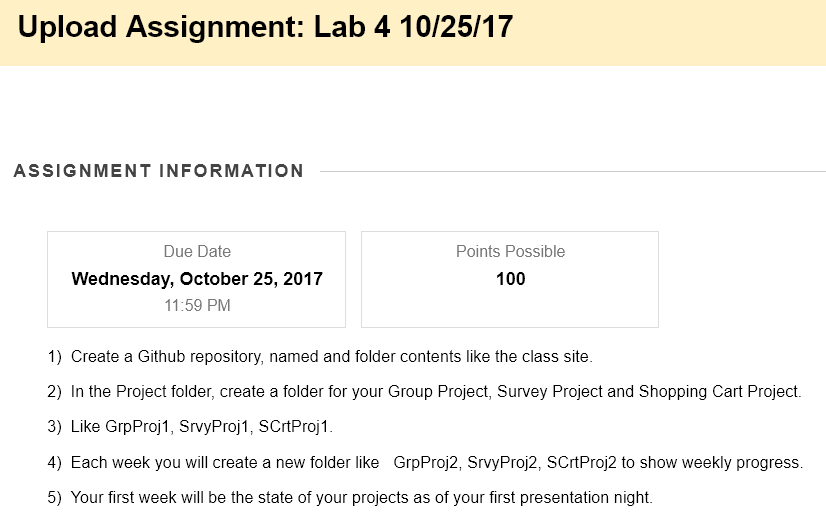 Upload Assignment: Lab 4 10/25/17
ASSIGNMENT INFORMATION
Due Date
Wednesday, October 25, 2017
11:59 PM
Points Possible
100
1) Create a Github repository, named and folder contents like the class site.
2) In the Project folder, create a folder for your Group Project, Survey Project and Shopping Cart Project.
3) Like GrpProj1, SrvyProj1, SCrtProj1.
4) Each week you will create a new folder like GrpProj2, SrvyProj2, SCrtProj2 to show weekly progress.
5) Your first week will be the state of your projects as of your first presentation night.